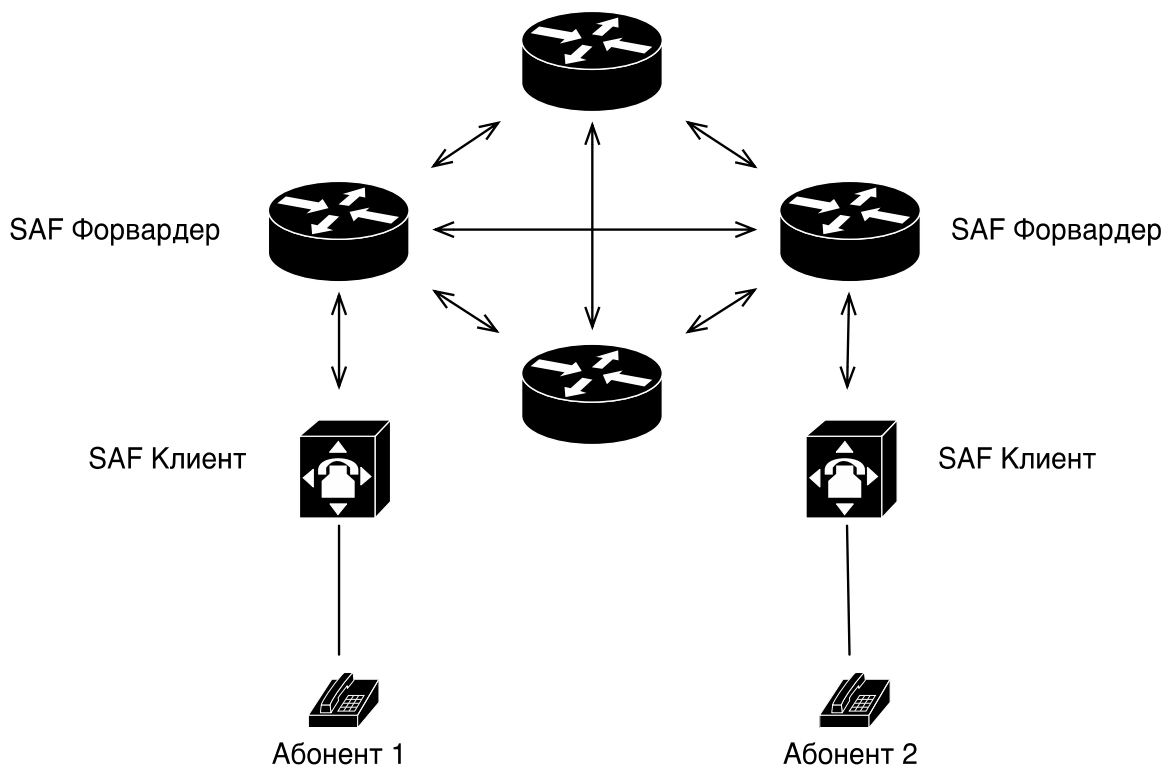 SAF Форвардер
SAF Форвардер
SAF Клиент
SAF Клиент
Абонент 1
Абонент 2